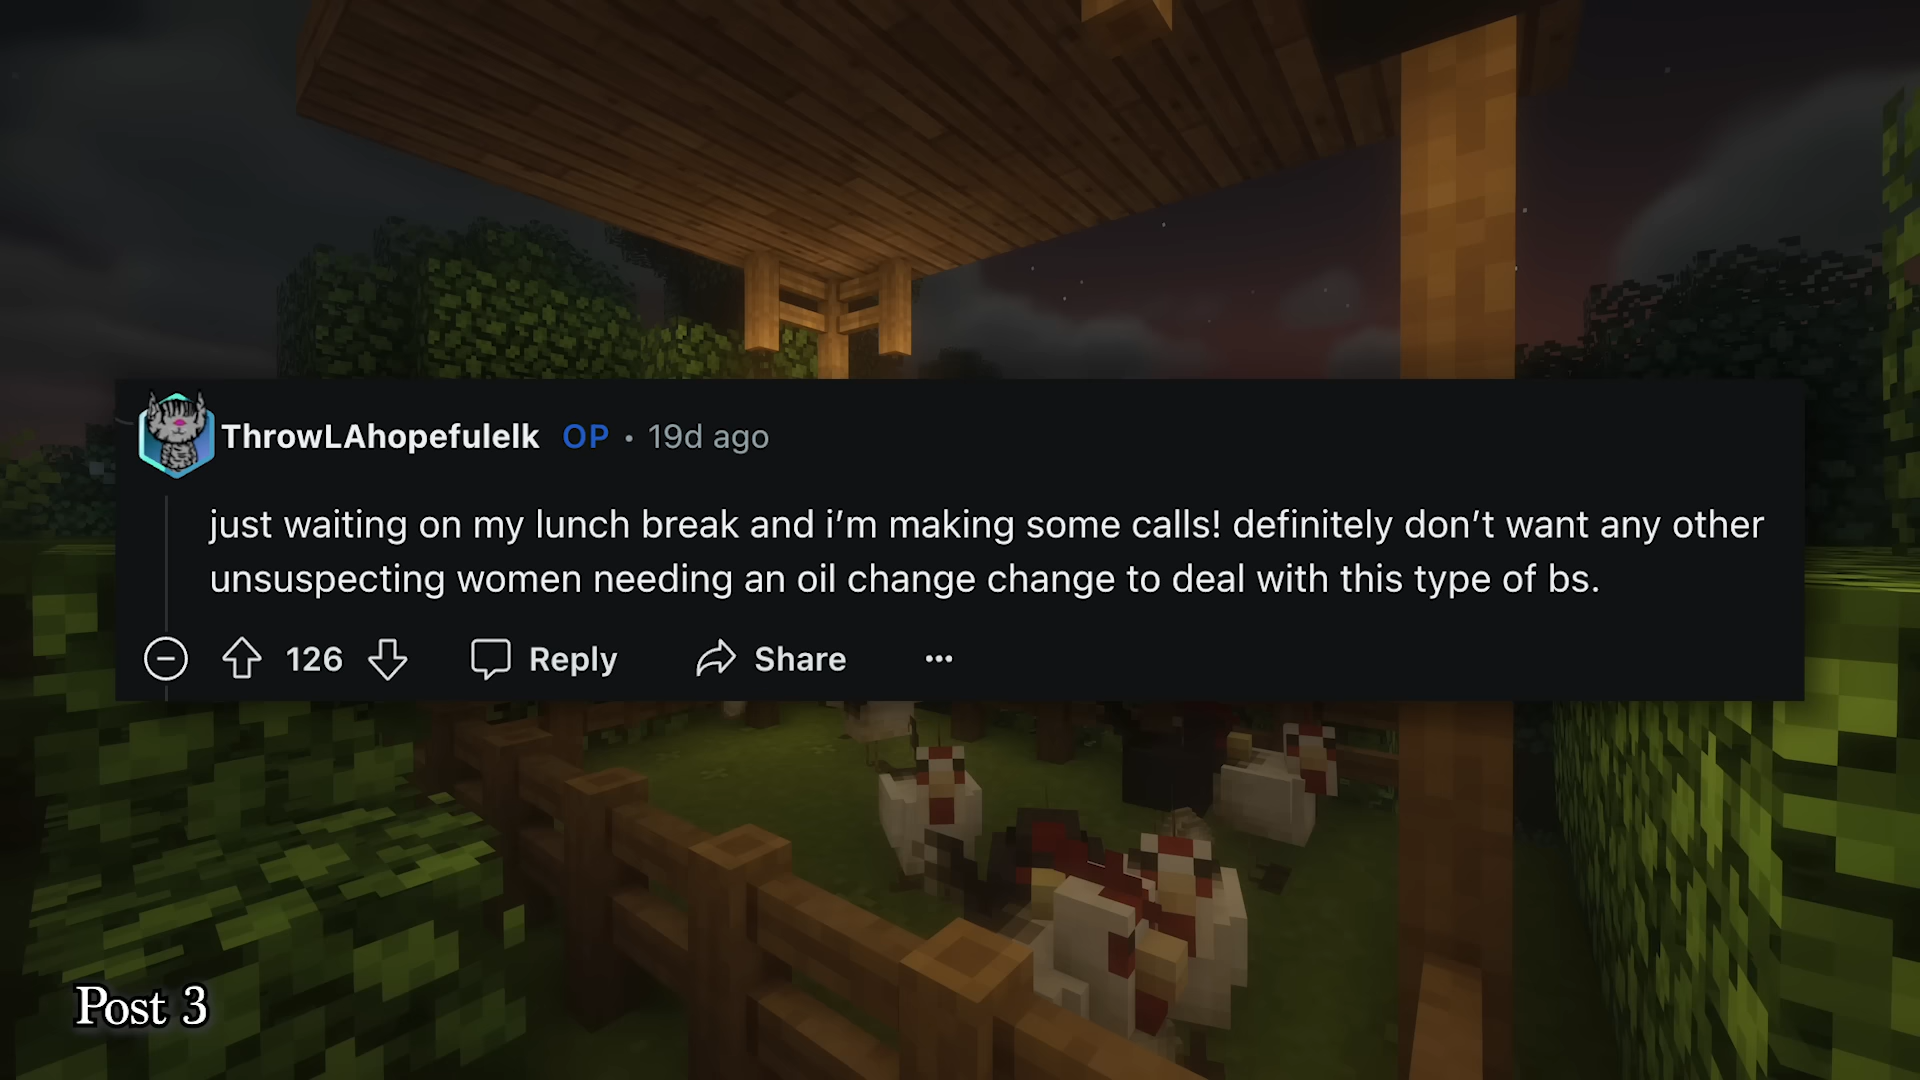 ThrowLAhopefulelk OP • 19d ago
just waiting on my lunch break and i’m making some calls! definitely don’t want any other
unsuspecting women needing an oil change change to deal with this type of bs.
126 Reply Share ...
Post 3